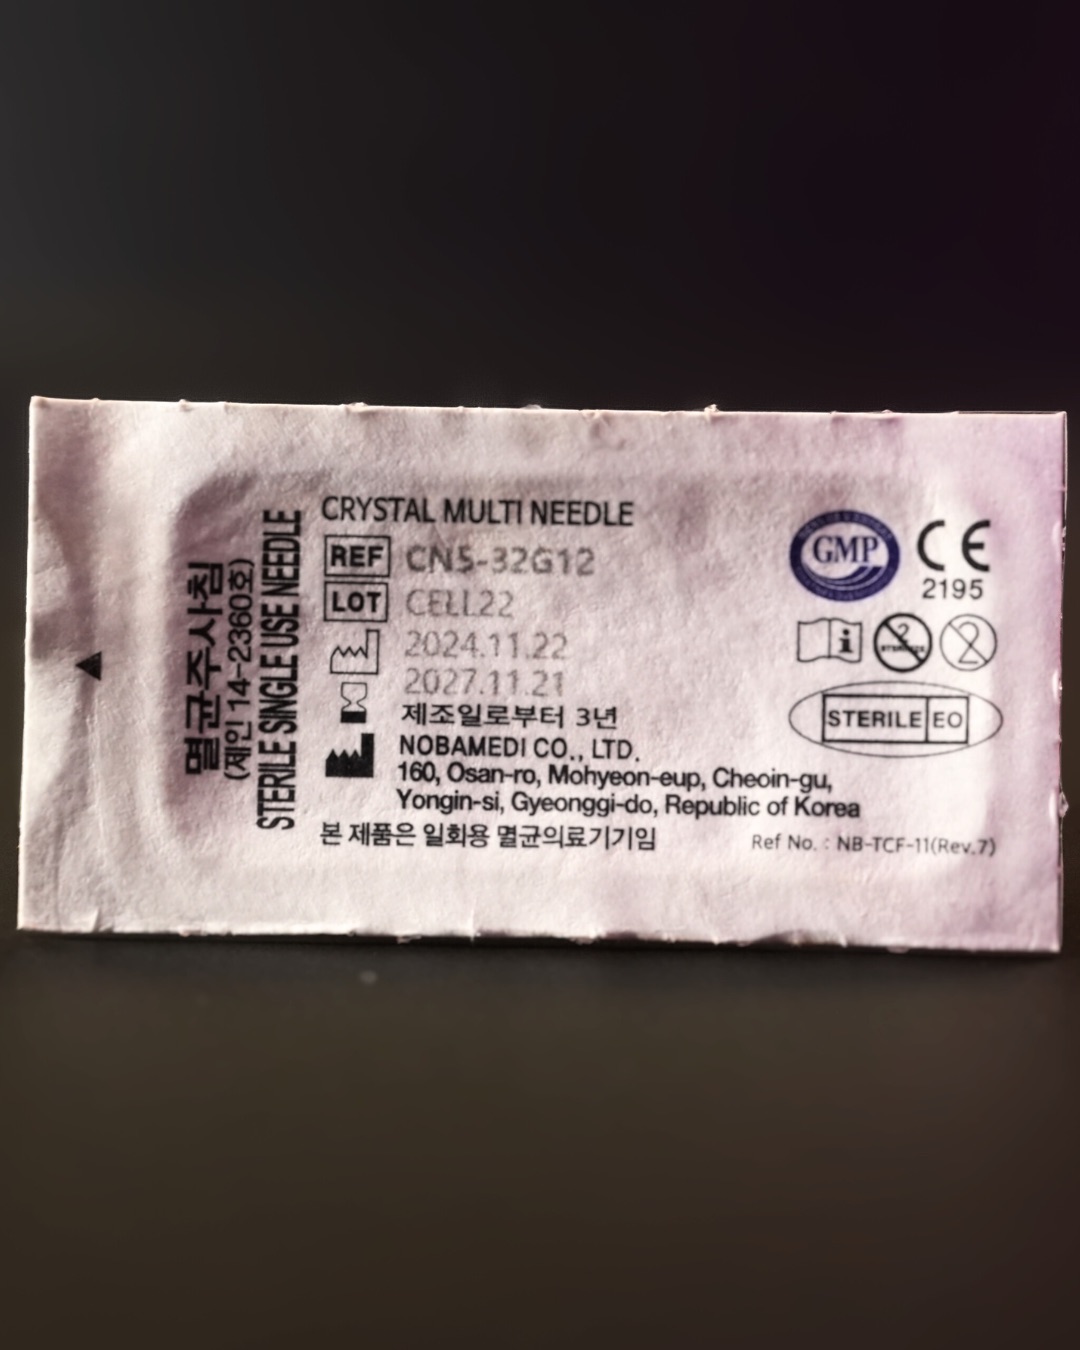 멸균주사침
(제인 14-2360호)
STERILE SINGLE USE NEEDLE
CRYSTAL MULTI NEEDLE
REF CN5-32G12
LOT CELL22
2024.11.22
2027.11.21
제조일로부터 3년
NOBAMEDI CO., LTD.
160, Osan-ro, Mohyeon-eup, Cheoin-gu,
Yongin-si, Gyeonggi-do, Republic of Korea
본 제품은 일회용 멸균의료기기임
GMP
CE
2195
i
2
2
STERILE EO
Ref No. : NB-TCF-11(Rev.7)